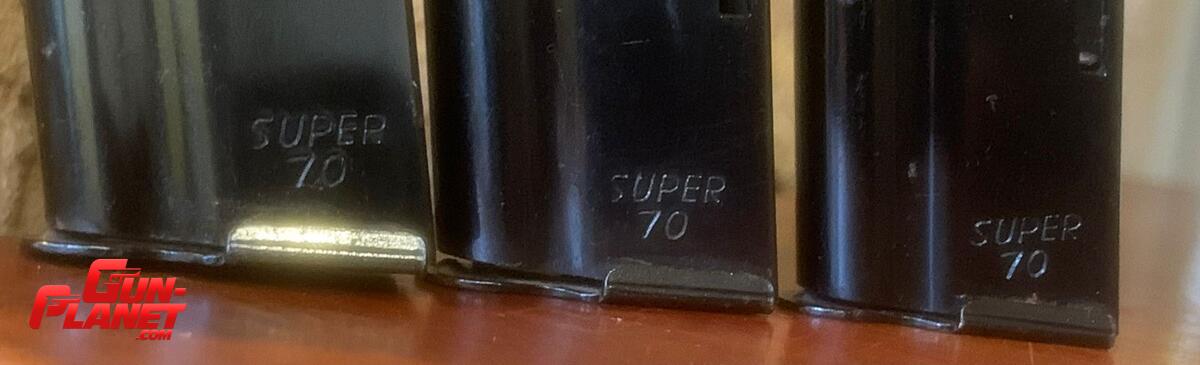 SUPER
70
SUPER
70
SUPER
70
GUN-
PLANET
.COM